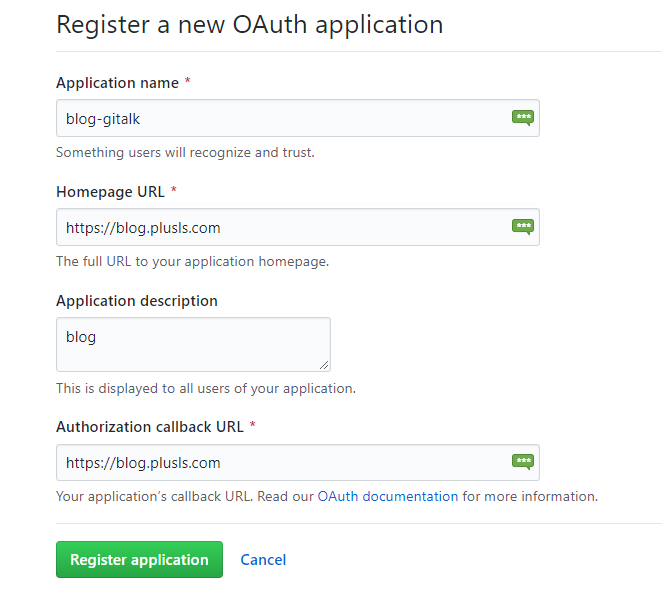 Register a new OAuth application
Application name *
blog-gitalk
Something users will recognize and trust.
Homepage URL *
https://blog.plusls.com
The full URL to your application homepage.
Application description
blog
This is displayed to all users of your application.
Authorization callback URL *
https://blog.plusls.com
Your application’s callback URL. Read our OAuth documentation for more information.
Register application Cancel